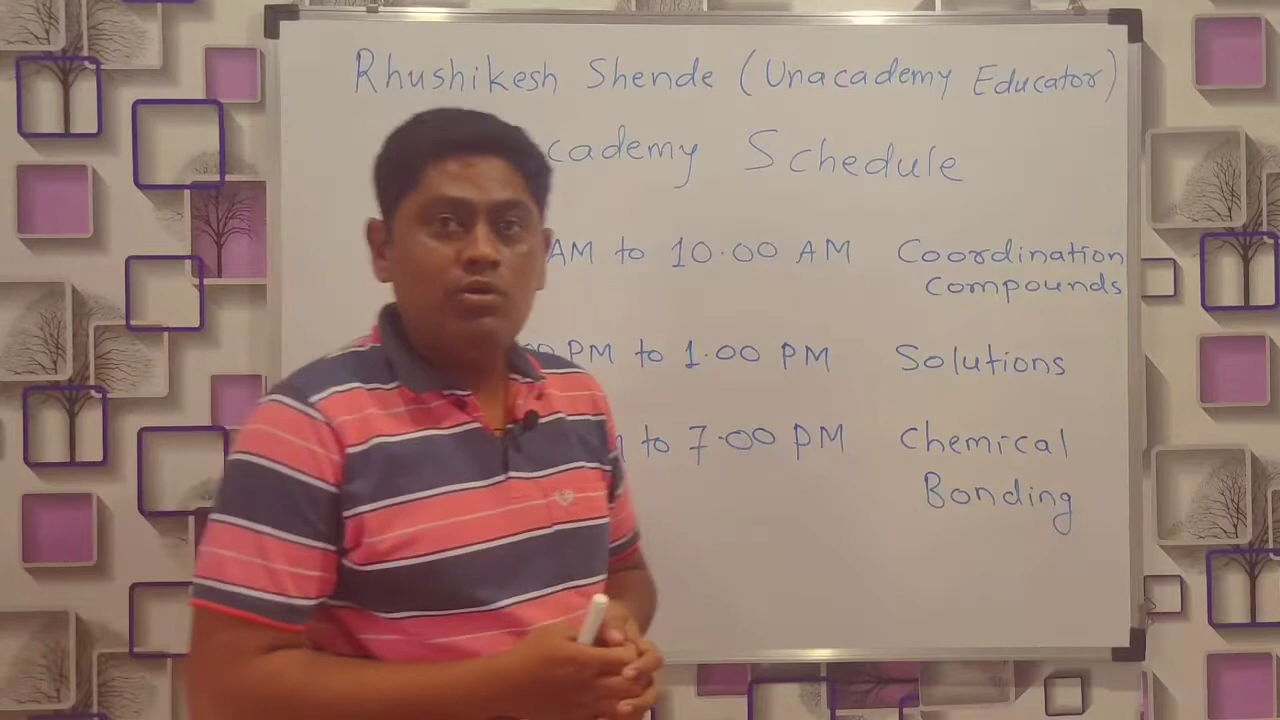 Rhushikesh Shende (Unacademy Educator)
Schedule
AM to 10.00 AM Coordination
Compounds
PM to 1.00 PM Solutions
to 7.00 PM Chemical
Bonding